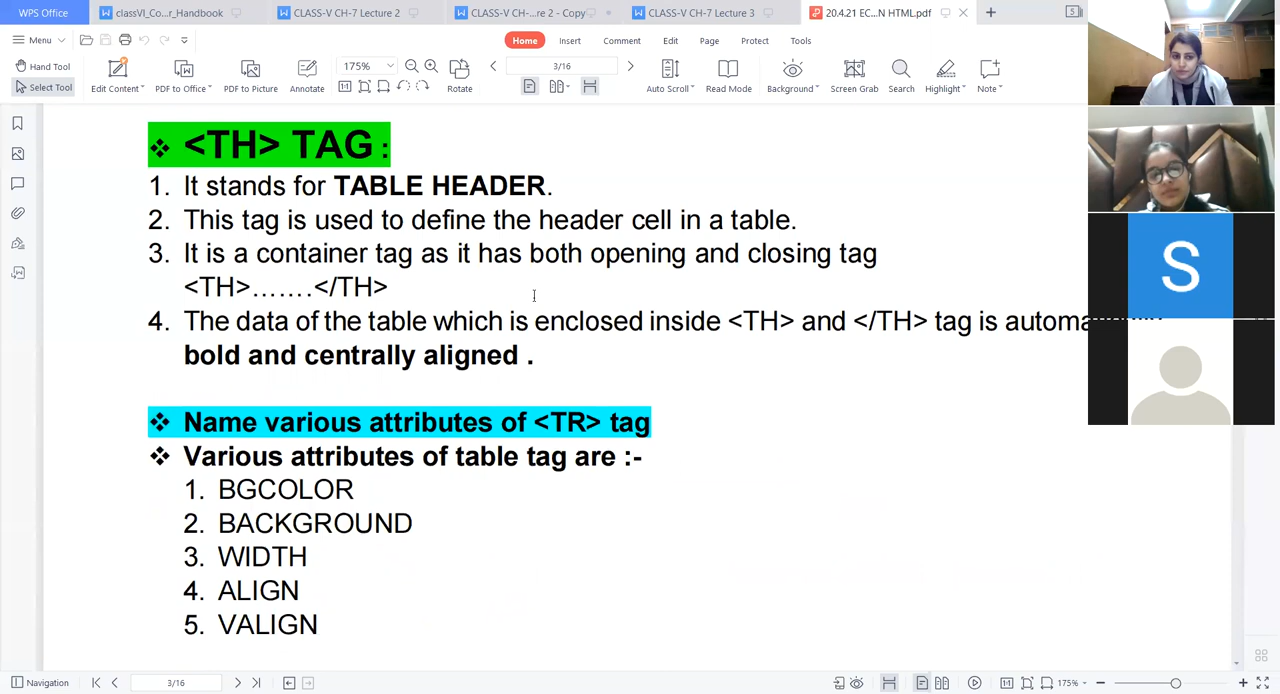 WPS Office
classVI_Co...r_Handbook
CLASS-V CH-7 Lecture 2
CLASS-V CH-...re 2 - Copy
CLASS-V CH-7 Lecture 3
20.4.21 EC...N HTML.pdf
5
Menu
Home
Insert
Comment
Edit
Page
Protect
Tools
Hand Tool
Select Tool
Edit Content
PDF to Office
PDF to Picture
Annotate
175%
Rotate
3/16
Auto Scroll
Read Mode
Background
Screen Grab
Search
Highlight
Note
❖ <TH> TAG :
1. It stands for TABLE HEADER.
2. This tag is used to define the header cell in a table.
3. It is a container tag as it has both opening and closing tag
<TH>…….</TH>
4. The data of the table which is enclosed inside <TH> and </TH> tag is
bold and centrally aligned .
❖ Name various attributes of <TR> tag
❖ Various attributes of table tag are :-
1. BGCOLOR
2. BACKGROUND
3. WIDTH
4. ALIGN
5. VALIGN
S
Navigation
3/16
175%